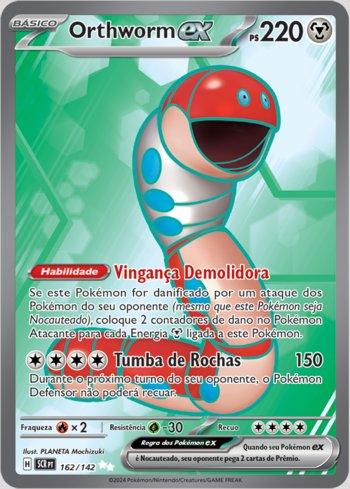 BÁSICO
Orthworm ex PS 220
Habilidade Vingança Demolidora
Se este Pokémon for danificado por um ataque dos
Pokémon do seu oponente (mesmo que este Pokémon seja
Nocauteado), coloque 2 contadores de dano no Pokémon
Atacante para cada Energia ligada a este Pokémon.
Tumba de Rochas 150
Durante o próximo turno do seu oponente, o Pokémon
Defensor não poderá recuar.
Fraqueza ×2 Resistência -30 Recuo
Regra dos Pokémon ex
Quando seu Pokémon ex
é Nocauteado, seu oponente pega 2 cartas de Prêmio.
Ilust. PLANETA Mochizuki
H SCR PT 162/142
©2024 Pokémon/Nintendo/Creatures/GAME FREAK